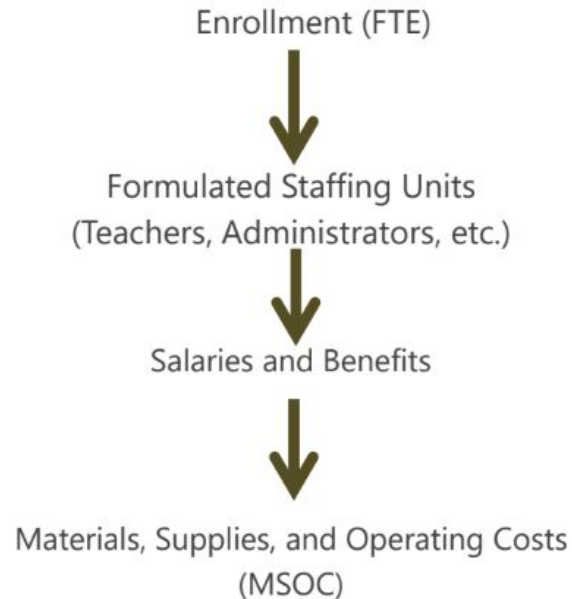 Enrollment (FTE)
Formulated Staffing Units
(Teachers, Administrators, etc.)
Salaries and Benefits
Materials, Supplies, and Operating Costs
(MSOC)